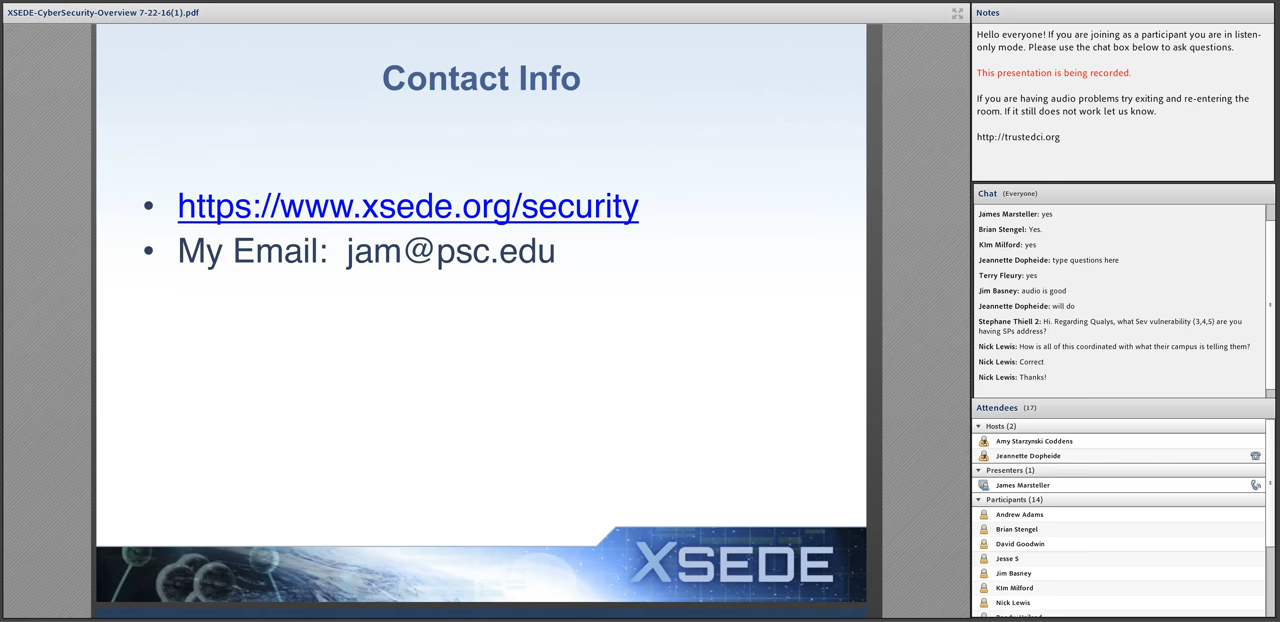 XSEDE-CyberSecurity-Overview 7-22-16(1).pdf
Contact Info
• https://www.xsede.org/security
• My Email: jam@psc.edu
XSEDE
Notes
Hello everyone! If you are joining as a participant you are in listen-
only mode. Please use the chat box below to ask questions.
This presentation is being recorded.
If you are having audio problems try exiting and re-entering the
room. If it still does not work let us know.
http://trustedci.org
Chat (Everyone)
James Marsteller: yes
Brian Stengel: Yes.
KIm Milford: yes
Jeannette Dopheide: type questions here
Terry Fleury: yes
Jim Basney: audio is good
Jeannette Dopheide: will do
Stephane Thiell 2: Hi. Regarding Qualys, what Sev vulnerability (3,4,5) are you
having SPs address?
Nick Lewis: How is all of this coordinated with what their campus is telling them?
Nick Lewis: Correct
Nick Lewis: Thanks!
Attendees (17)
Hosts (2)
Amy Starzynski Coddens
Jeannette Dopheide
Presenters (1)
James Marsteller
Participants (14)
Andrew Adams
Brian Stengel
David Goodwin
Jesse S
Jim Basney
KIm Milford
Nick Lewis